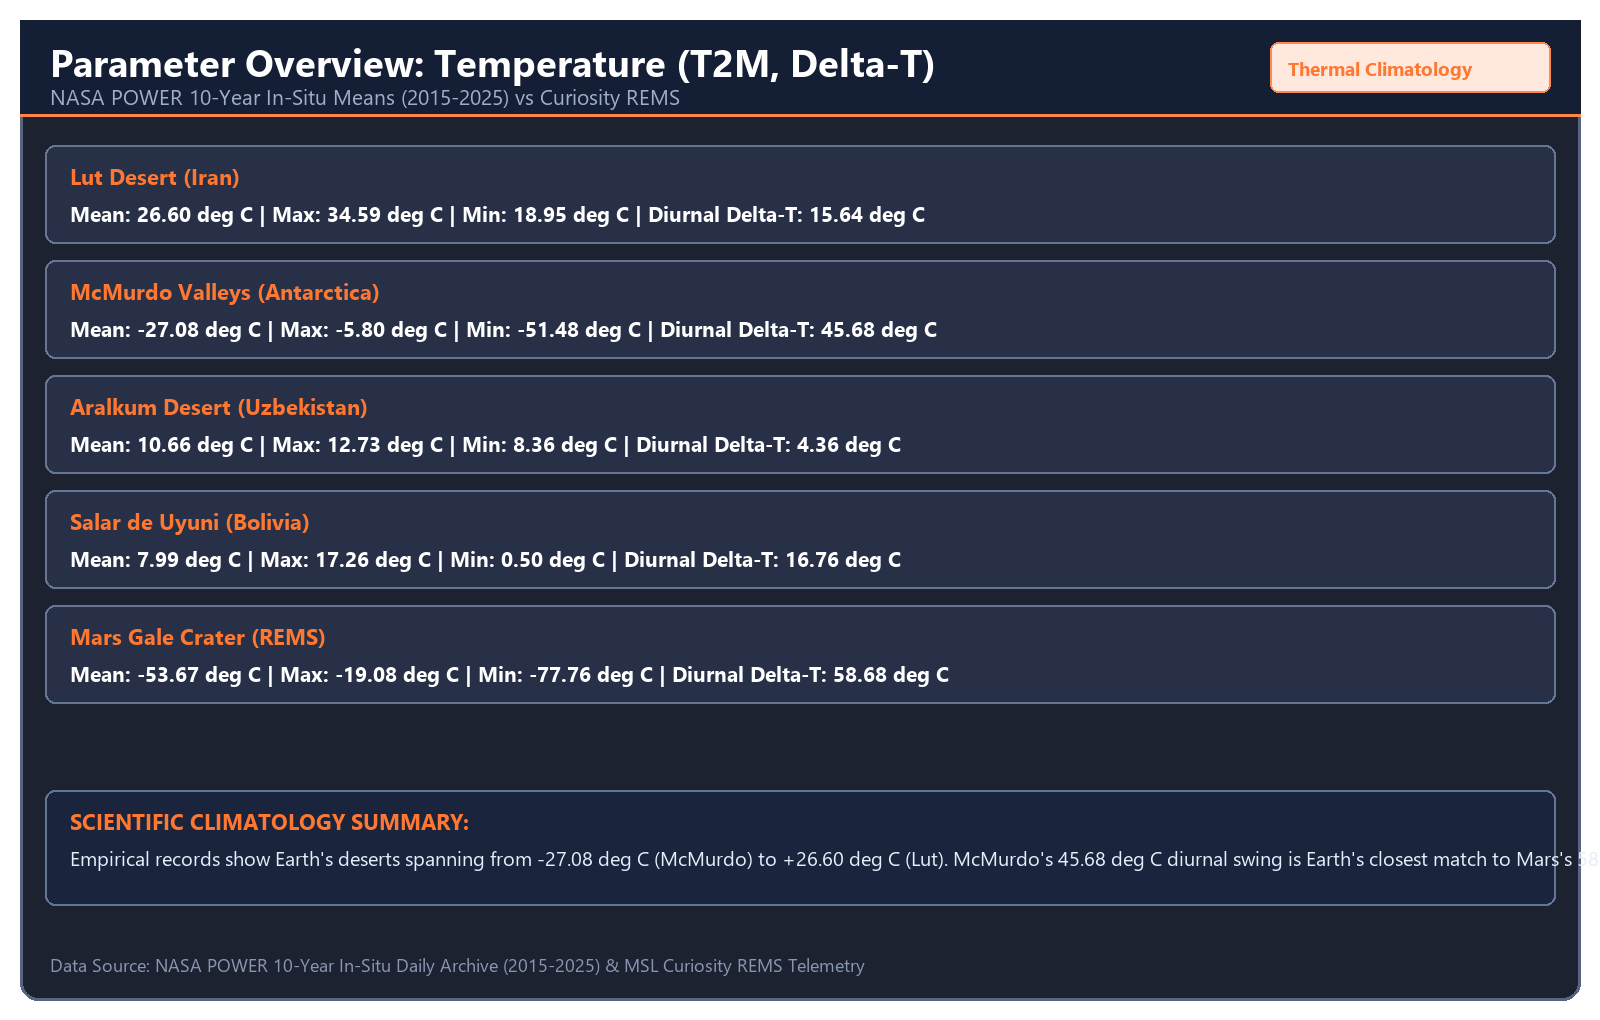 Parameter Overview: Temperature (T2M, Delta-T)
NASA POWER 10-Year In-Situ Means (2015-2025) vs Curiosity REMS
Thermal Climatology
Lut Desert (Iran)
Mean: 26.60 deg C | Max: 34.59 deg C | Min: 18.95 deg C | Diurnal Delta-T: 15.64 deg C
McMurdo Valleys (Antarctica)
Mean: -27.08 deg C | Max: -5.80 deg C | Min: -51.48 deg C | Diurnal Delta-T: 45.68 deg C
Aralkum Desert (Uzbekistan)
Mean: 10.66 deg C | Max: 12.73 deg C | Min: 8.36 deg C | Diurnal Delta-T: 4.36 deg C
Salar de Uyuni (Bolivia)
Mean: 7.99 deg C | Max: 17.26 deg C | Min: 0.50 deg C | Diurnal Delta-T: 16.76 deg C
Mars Gale Crater (REMS)
Mean: -53.67 deg C | Max: -19.08 deg C | Min: -77.76 deg C | Diurnal Delta-T: 58.68 deg C
SCIENTIFIC CLIMATOLOGY SUMMARY:
Empirical records show Earth's deserts spanning from -27.08 deg C (McMurdo) to +26.60 deg C (Lut). McMurdo's 45.68 deg C diurnal swing is Earth's closest match to Mars's 58
Data Source: NASA POWER 10-Year In-Situ Daily Archive (2015-2025) & MSL Curiosity REMS Telemetry